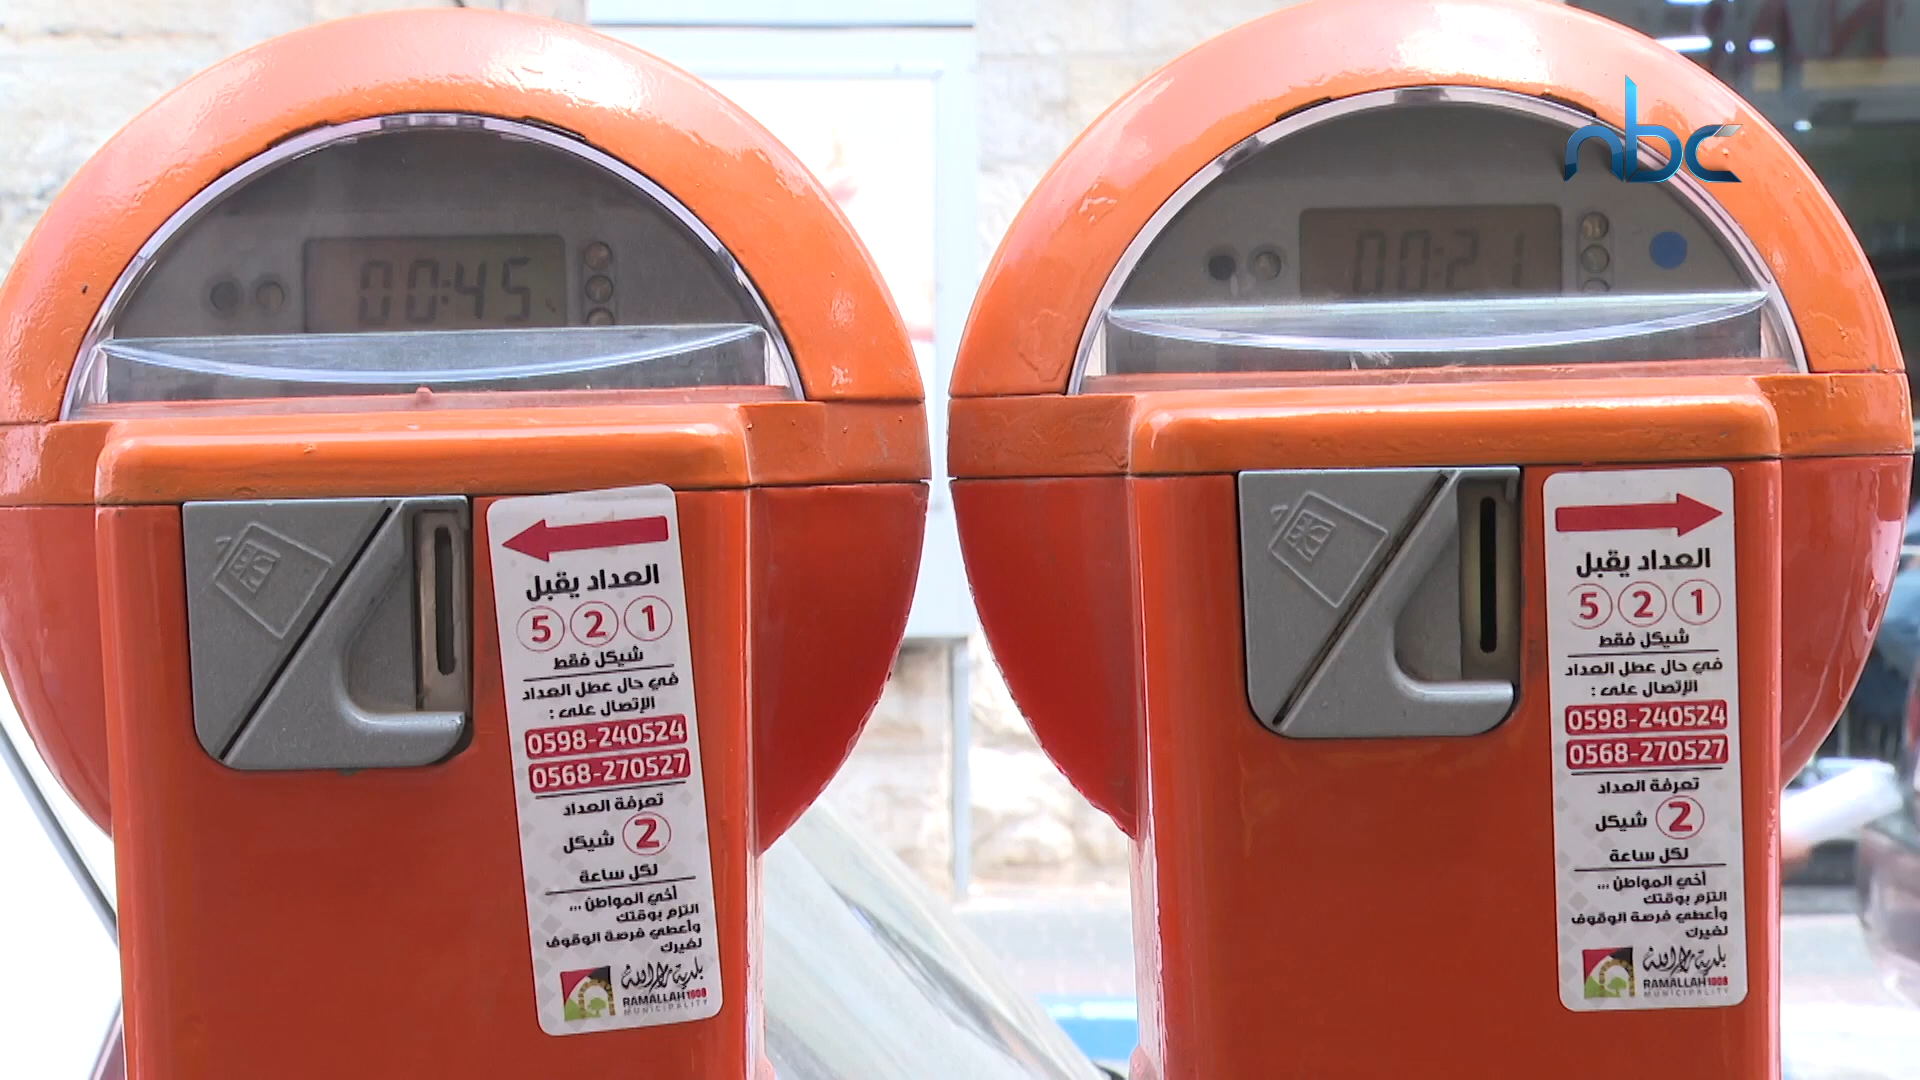 nbc
00:45
العداد يقبل
1 2 5
شيكل فقط
في حال عطل العداد
الإتصال على :
0598-240524
0568-270527
تعرفة العداد
2 شيكل
لكل ساعة
أخي المواطن ...
التزم بوقتك
وأعطي فرصة الوقوف
لغيرك
بلدية رام الله
RAMALLAH 1908
MUNICIPALITY
00:21
العداد يقبل
1 2 5
شيكل فقط
في حال عطل العداد
الإتصال على :
0598-240524
0568-270527
تعرفة العداد
2 شيكل
لكل ساعة
أخي المواطن ...
التزم بوقتك
وأعطي فرصة الوقوف
لغيرك
بلدية رام الله
RAMALLAH 1908
MUNICIPALITY